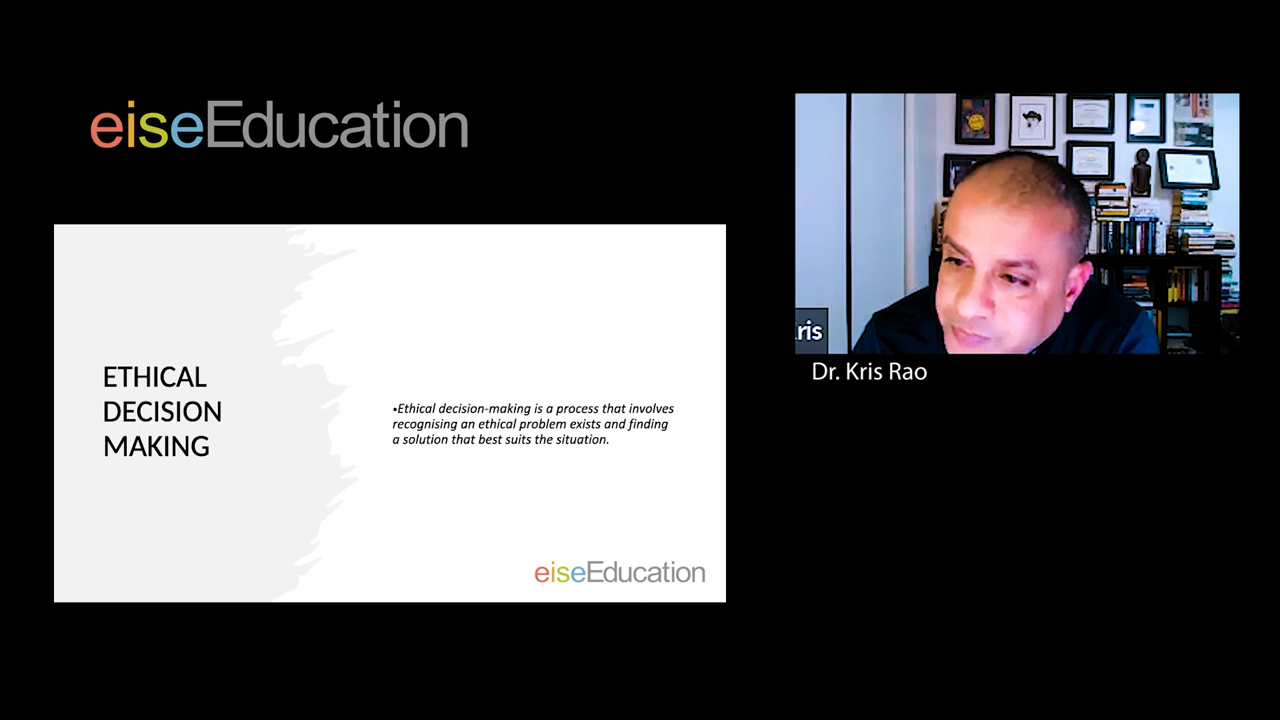 eiseEducation
ris
Dr. Kris Rao
ETHICAL
DECISION
MAKING
•Ethical decision-making is a process that involves
recognising an ethical problem exists and finding
a solution that best suits the situation.
eiseEducation